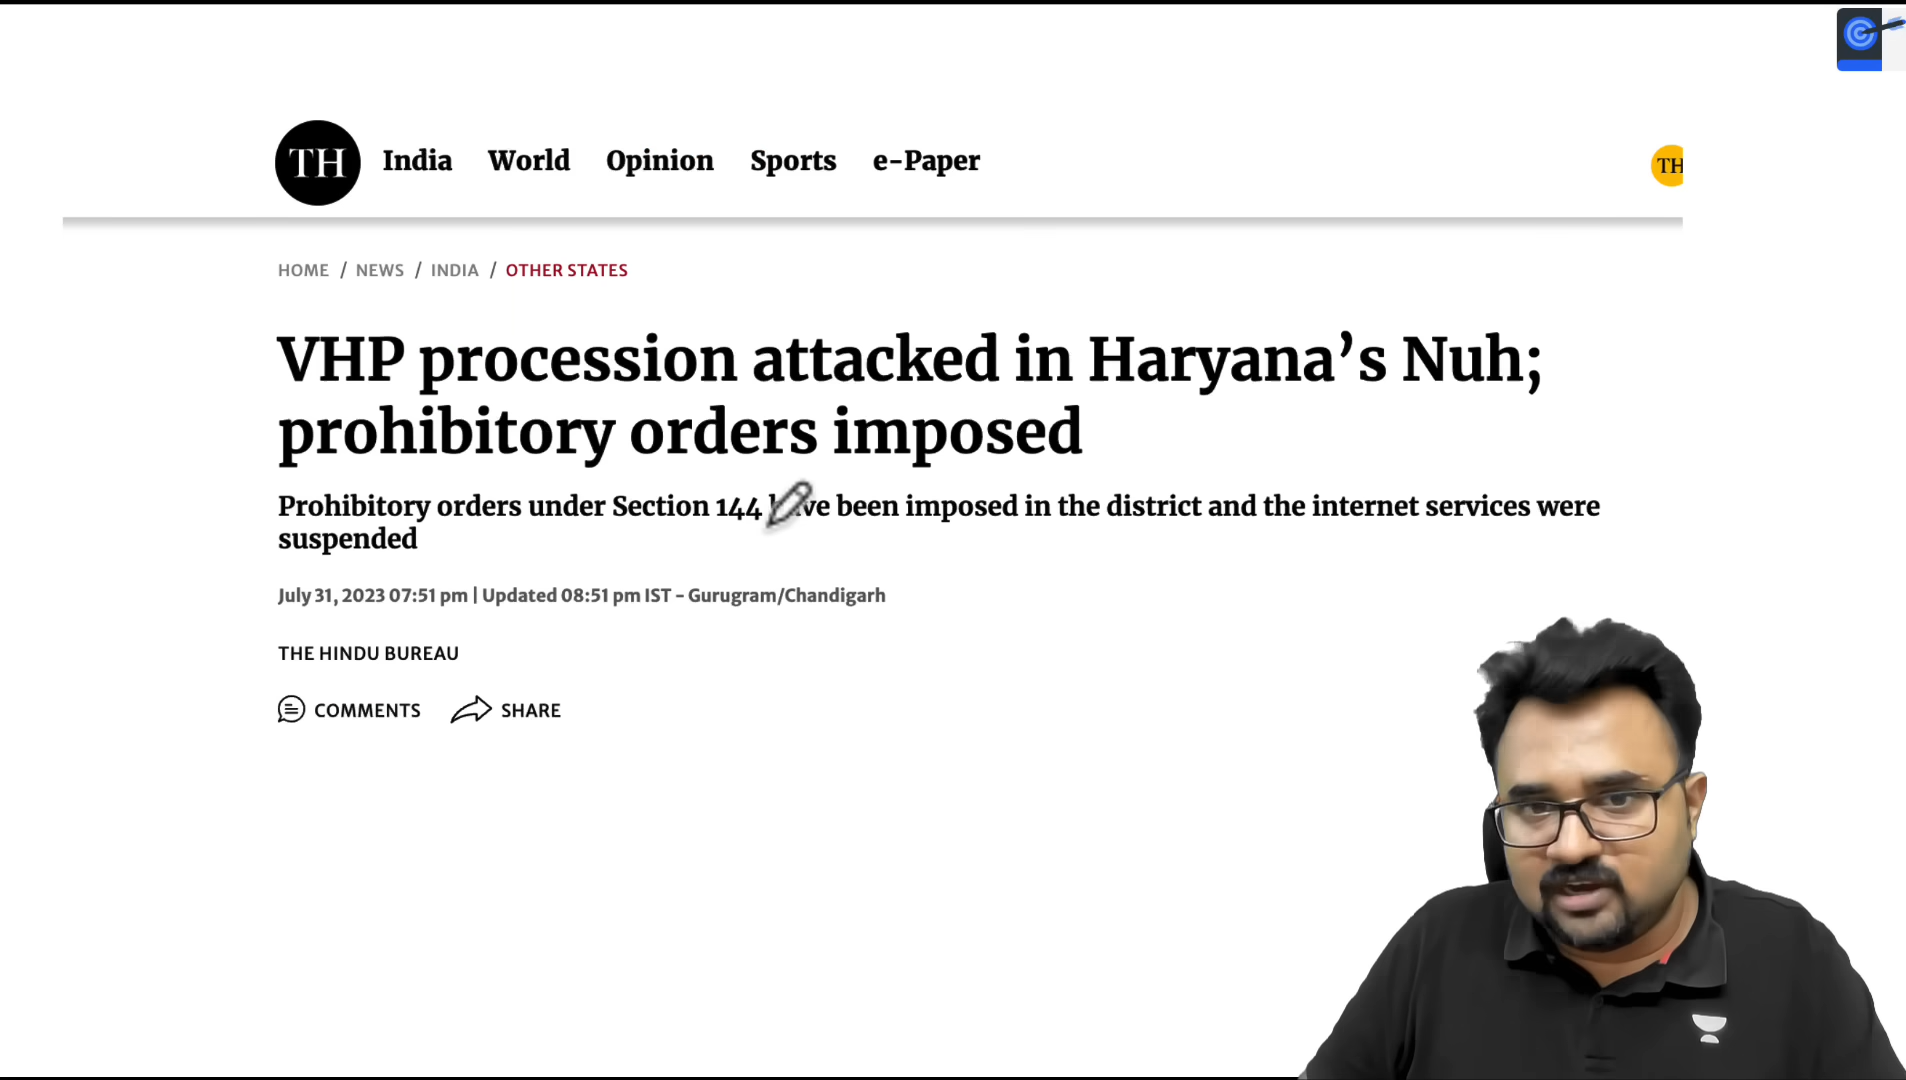 TH India World Opinion Sports e-Paper TH
HOME / NEWS / INDIA / OTHER STATES
VHP procession attacked in Haryana’s Nuh;
prohibitory orders imposed
Prohibitory orders under Section 144 have been imposed in the district and the internet services were
suspended
July 31, 2023 07:51 pm | Updated 08:51 pm IST - Gurugram/Chandigarh
THE HINDU BUREAU
COMMENTS SHARE